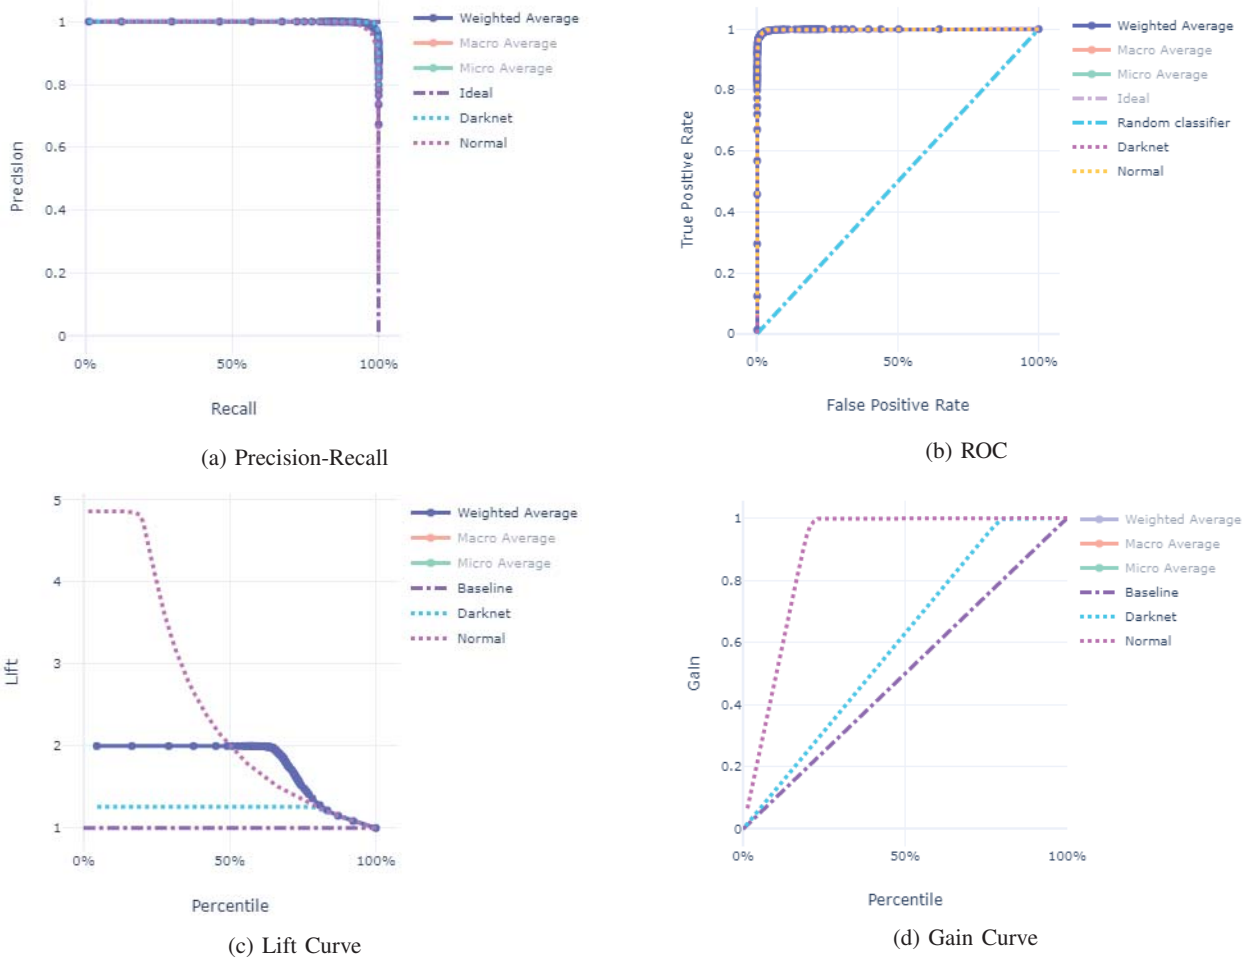 1
0.8
0.6
0.4
0.2
0
Precision
0%
50%
100%
Recall
Weighted Average
Macro Average
Micro Average
Ideal
Darknet
Normal
(a) Precision-Recall
1
0.8
0.6
0.4
0.2
0
True Positive Rate
0%
50%
100%
False Positive Rate
Weighted Average
Macro Average
Micro Average
Ideal
Random classifier
Darknet
Normal
(b) ROC
5
4
3
2
1
Lift
0%
50%
100%
Percentile
Weighted Average
Macro Average
Micro Average
Baseline
Darknet
Normal
(c) Lift Curve
1
0.8
0.6
0.4
0.2
0
Gain
0%
50%
100%
Percentile
Weighted Average
Macro Average
Micro Average
Baseline
Darknet
Normal
(d) Gain Curve